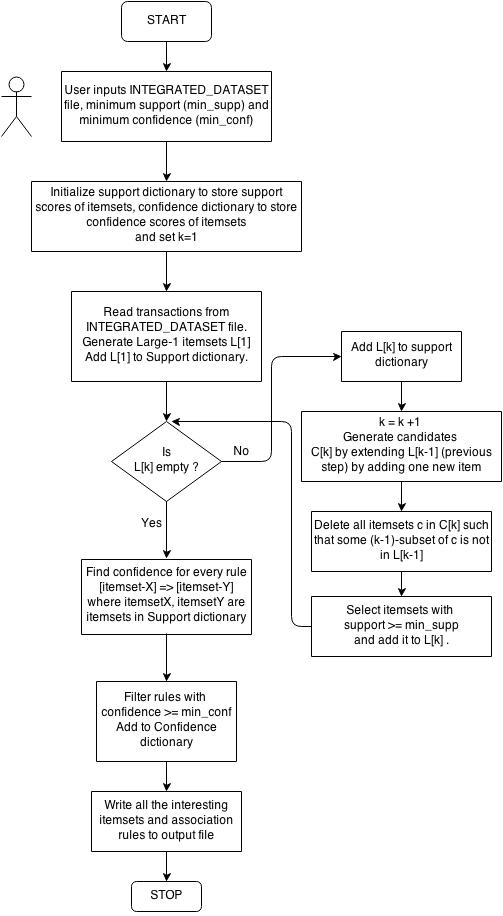 START
User inputs INTEGRATED_DATASET
file, minimum support (min_supp) and
minimum confidence (min_conf)
Initialize support dictionary to store support
scores of itemsets, confidence dictionary to store
confidence scores of itemsets
and set k=1
Read transactions from
INTEGRATED_DATASET file.
Generate Large-1 itemsets L[1]
Add L[1] to Support dictionary.
Is
L[k] empty ?
No
Add L[k] to support
dictionary
k = k +1
Generate candidates
C[k] by extending L[k-1] (previous
step) by adding one new item
Delete all itemsets c in C[k] such
that some (k-1)-subset of c is not
in L[k-1]
Select itemsets with
support >= min_supp
and add it to L[k] .
Yes
Find confidence for every rule
[itemset-X] => [itemset-Y]
where itemsetX, itemsetY are
itemsets in Support dictionary
Filter rules with
confidence >= min_conf
Add to Confidence
dictionary
Write all the interesting
itemsets and association
rules to output file
STOP